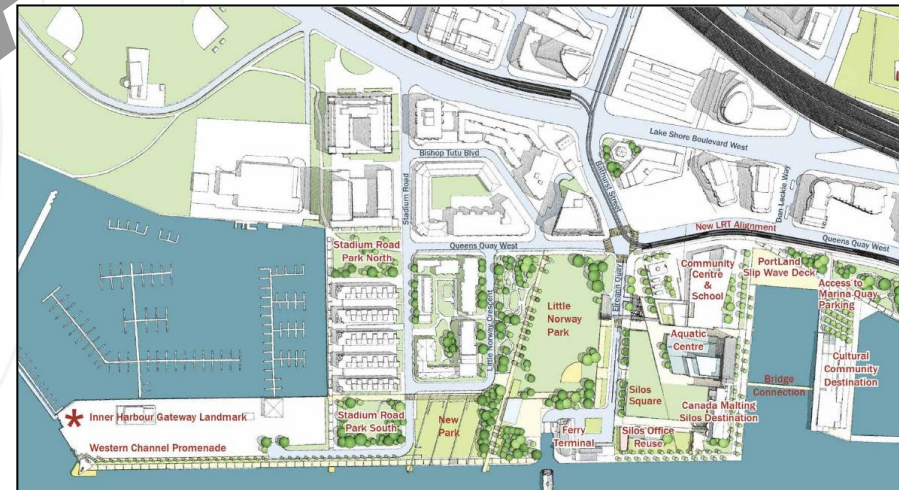 Lake Shore Boulevard West
Bishop Tutu Blvd
Bathurst Street
Dan Leckie Way
Stadium Road
New LRT Alignment
Queens Quay West
Queens Quay West
Stadium Road
Park North
Community
Centre
&
School
PortLand
Slip Wave Deck
Access to
Marina Quay
Parking
Eireann Quay
Little Norway Crescent
Little
Norway
Park
Aquatic
Centre
Cultural
Community
Destination
Bridge
Connection
Silos
Square
Canada Malting
Silos Destination
Inner Harbour Gateway Landmark
Stadium Road
Park South
New
Park
Ferry
Terminal
Silos Office
Reuse
Western Channel Promenade